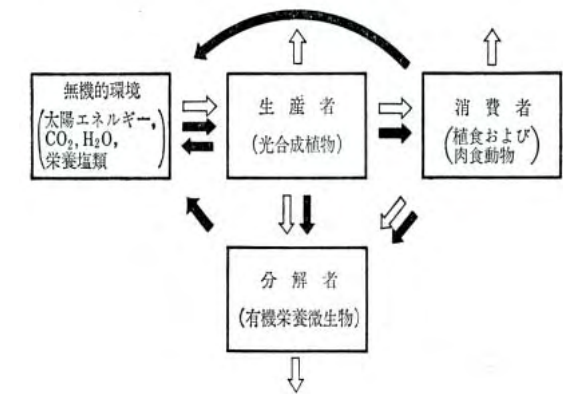 無機的環境
(太陽エネルギー,
CO2, H2O,
栄養塩類)
生産者
(光合成植物)
消費者
(植食および
肉食動物)
分解者
(有機栄養微生物)